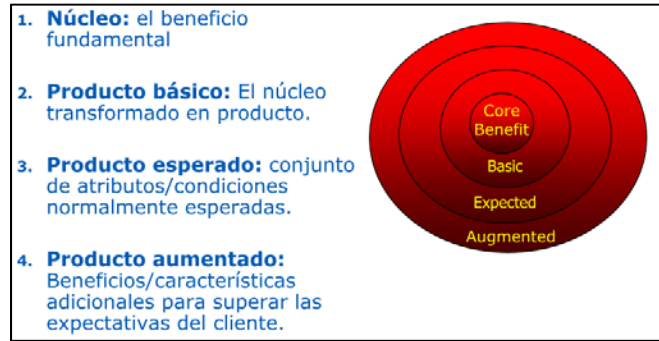 1. Núcleo: el beneficio
fundamental
2. Producto básico: El núcleo
transformado en producto.
3. Producto esperado: conjunto
de atributos/condiciones
normalmente esperadas.
4. Producto aumentado:
Beneficios/características
adicionales para superar las
expectativas del cliente.
Core
Benefit
Basic
Expected
Augmented